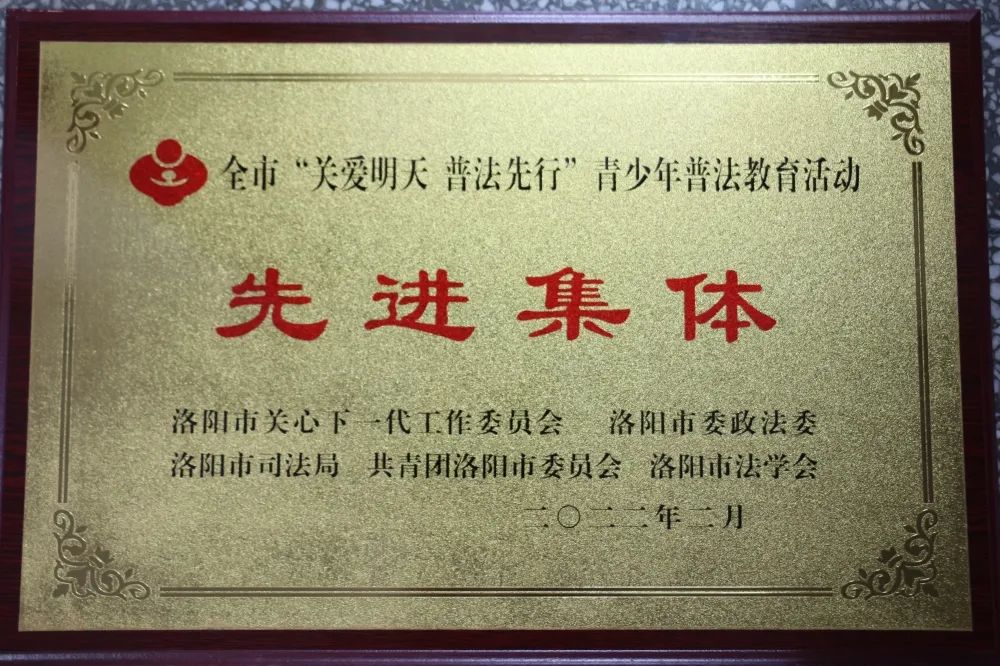 全市“关爱明天 普法先行”青少年普法教育活动
先进集体
洛阳市关心下一代工作委员会 洛阳市委政法委
洛阳市司法局 共青团洛阳市委员会 洛阳市法学会
二〇二二年二月